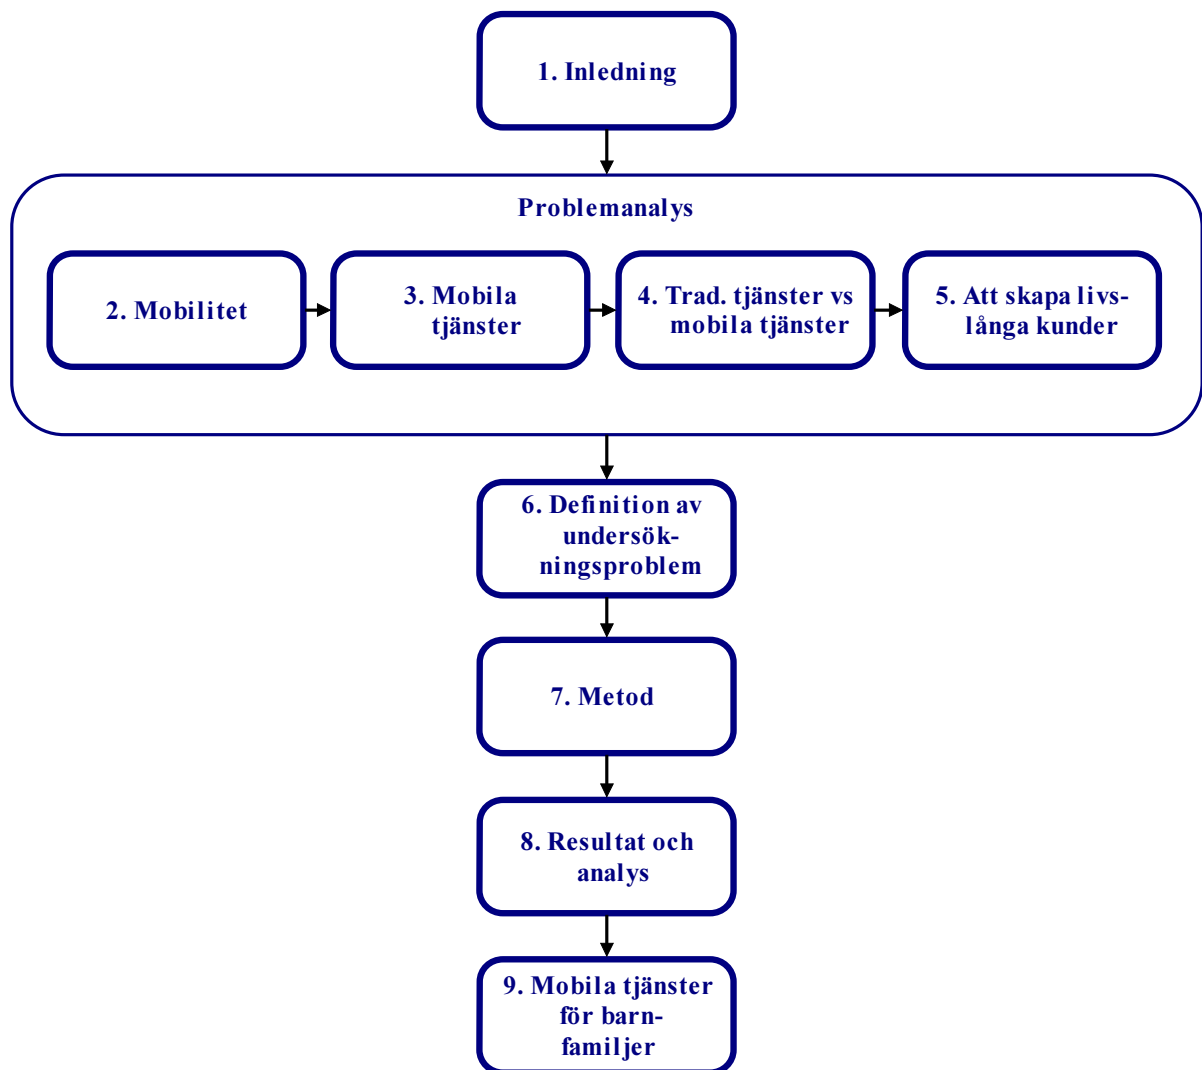 1. Inledning
Problemanalys
2. Mobilitet
3. Mobila
tjänster
4. Trad. tjänster vs
mobila tjänster
5. Att skapa livs-
långa kunder
6. Definition av
undersök-
ningsproblem
7. Metod
8. Resultat och
analys
9. Mobila tjänster
för barn-
familjer